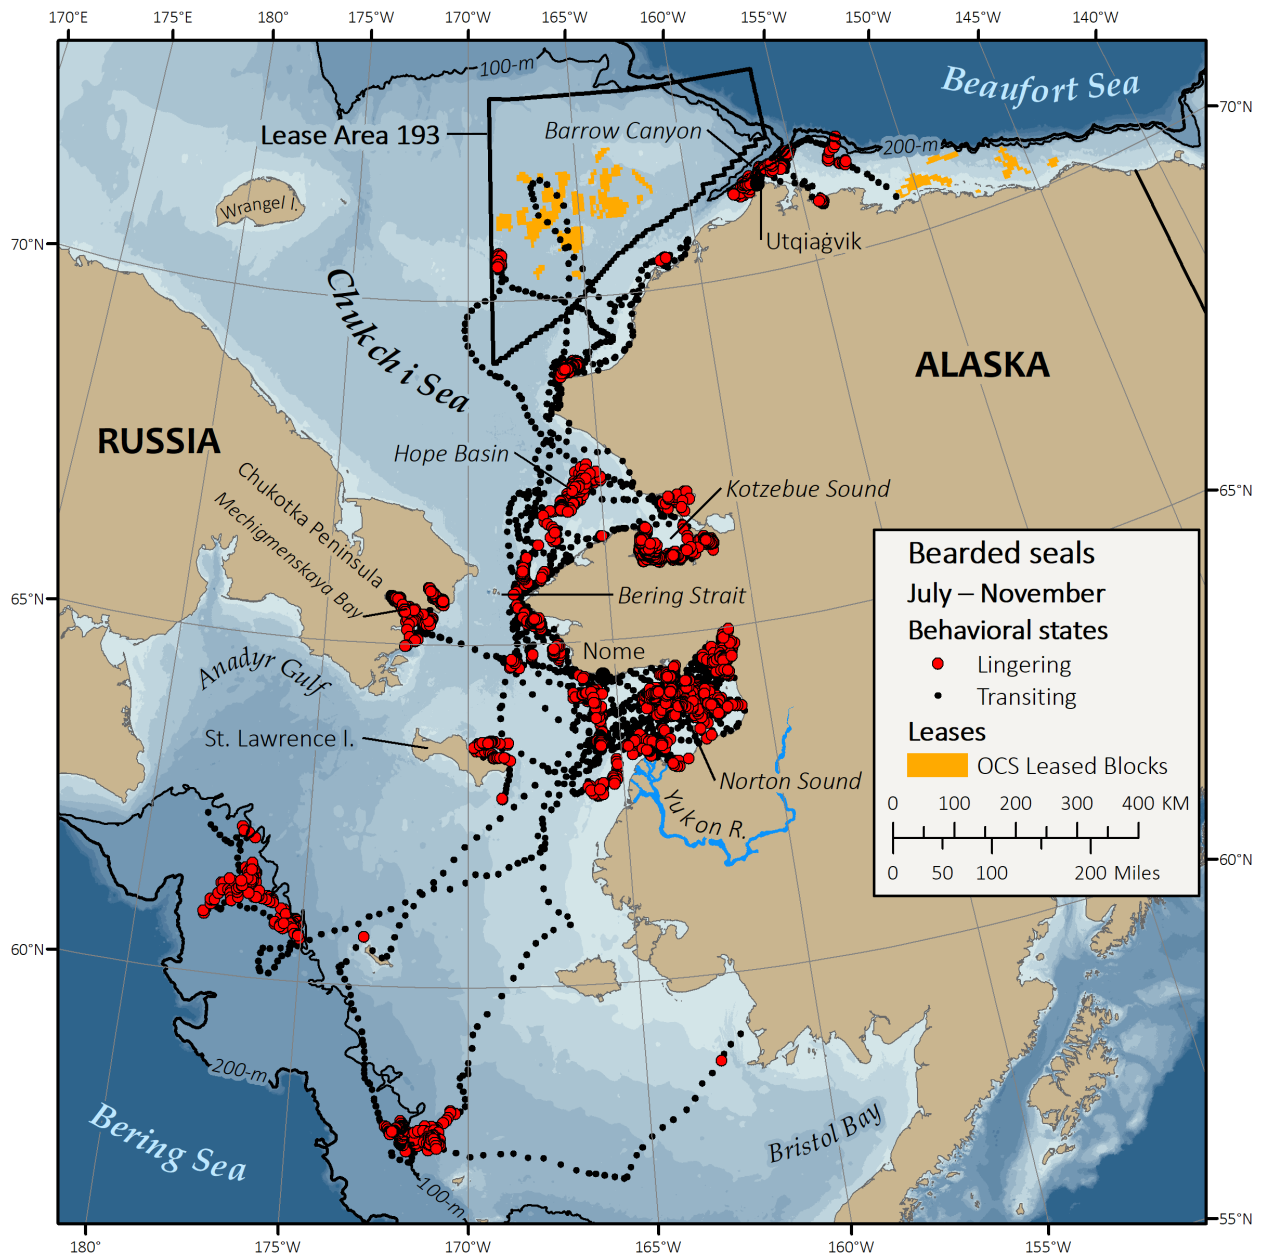 170°E 175°E 180° 175°W 170°W 165°W 160°W 155°W 150°W 145°W 140°W
100-m
Beaufort Sea
70°N
Lease Area 193
Barrow Canyon
200-m
Wrangel I.
70°N
Utqiaġvik
Chukchi Sea
ALASKA
RUSSIA
Hope Basin
Chukotka Peninsula
Kotzebue Sound
65°N
Mechigmenskaya Bay
Bearded seals
July – November
65°N
Bering Strait
Behavioral states
Nome
Lingering
Anadyr Gulf
Transiting
Leases
St. Lawrence I.
OCS Leased Blocks
Norton Sound
Yukon R.
0 100 200 300 400 KM
0 50 100 200 Miles
60°N
60°N
200-m
Bering Sea
Bristol Bay
100-m
55°N
180° 175°W 170°W 165°W 160°W 155°W